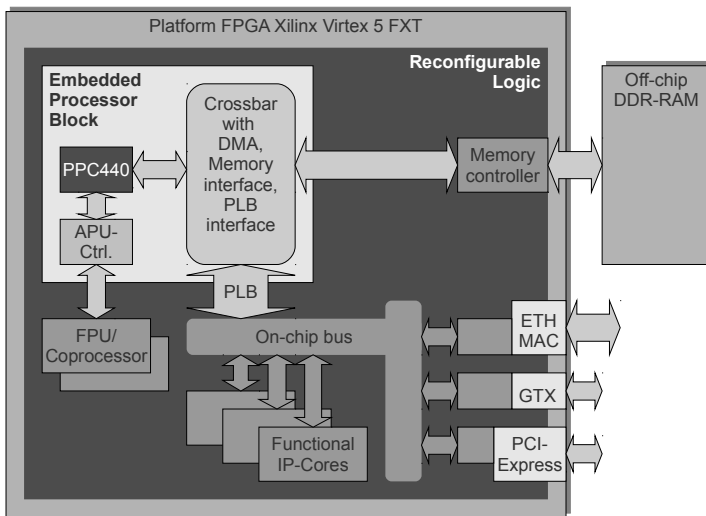 Platform FPGA Xilinx Virtex 5 FXT
Reconfigurable
Logic
Embedded
Processor
Block
Crossbar
with
DMA,
Memory
interface,
PLB
interface
PPC440
APU-
Ctrl.
Memory
controller
Off-chip
DDR-RAM
PLB
FPU/
Coprocessor
On-chip bus
ETH
MAC
GTX
PCI-
Express
Functional
IP-Cores